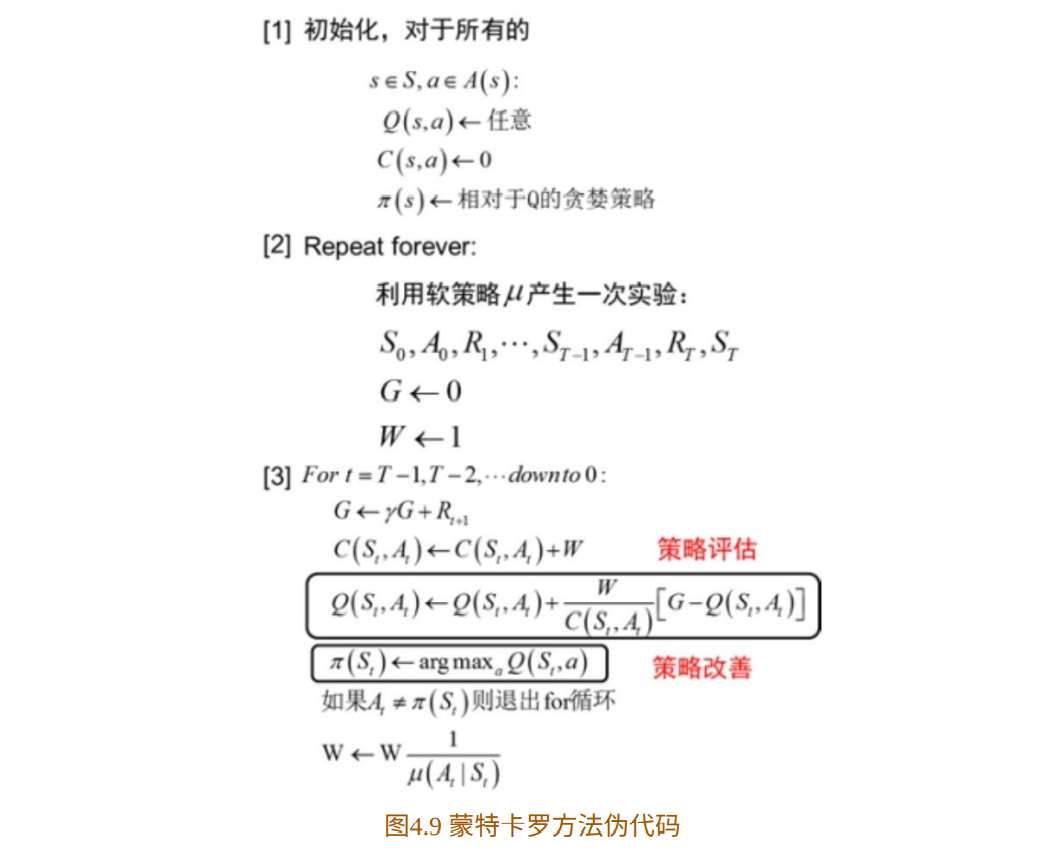 [1] 初始化，对于所有的
s∈S, a∈A(s):
Q(s,a)←任意
C(s,a)←0
π(s)←相对于Q的贪婪策略
[2] Repeat forever:
利用软策略μ产生一次实验：
S₀, A₀, R₁, ⋯, S_{T−1}, A_{T−1}, R_T, S_T
G←0
W←1
[3] For t=T−1,T−2,⋯downto 0:
G←γG+R_{t+1}
C(S_t,A_t)←C(S_t,A_t)+W 策略评估
Q(S_t,A_t)←Q(S_t,A_t)+\frac{W}{C(S_t,A_t)}[G−Q(S_t,A_t)]
π(S_t)←arg max_a Q(S_t,a) 策略改善
如果A_t≠π(S_t)则退出for循环
W←W\frac{1}{μ(A_t|S_t)}
图4.9 蒙特卡罗方法伪代码